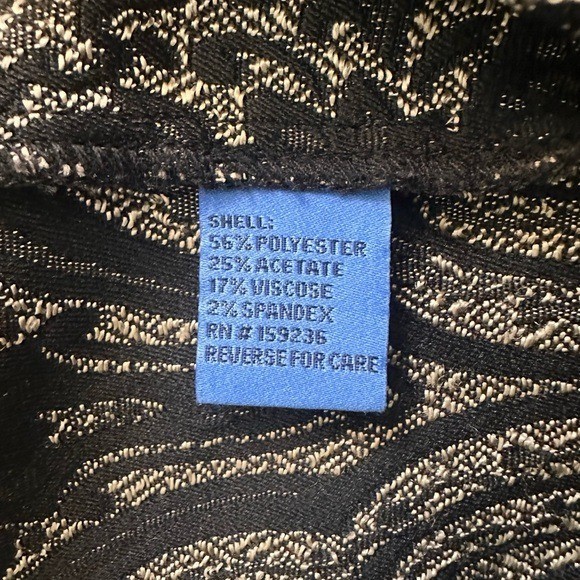 SHELL:
56% POLYESTER
25% ACETATE
17% VISCOSE
2% SPANDEX
RN # 159236
REVERSE FOR CARE